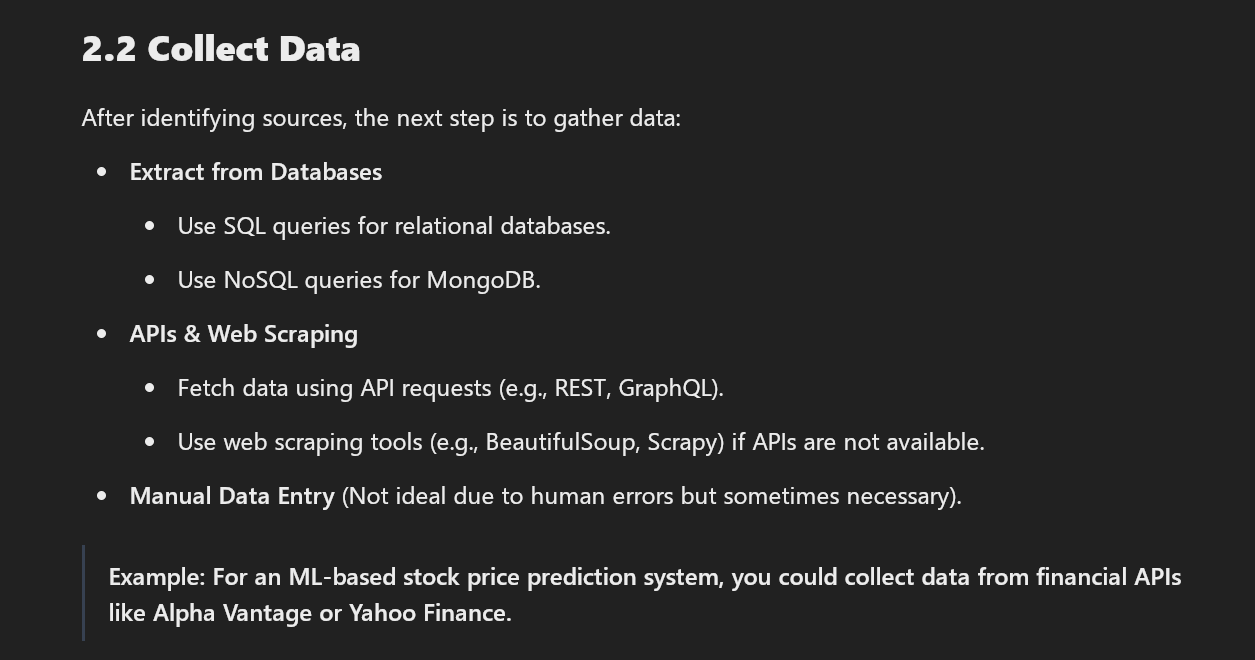 2.2 Collect Data
After identifying sources, the next step is to gather data:
• Extract from Databases
• Use SQL queries for relational databases.
• Use NoSQL queries for MongoDB.
• APIs & Web Scraping
• Fetch data using API requests (e.g., REST, GraphQL).
• Use web scraping tools (e.g., BeautifulSoup, Scrapy) if APIs are not available.
• Manual Data Entry (Not ideal due to human errors but sometimes necessary).
Example: For an ML-based stock price prediction system, you could collect data from financial APIs
like Alpha Vantage or Yahoo Finance.